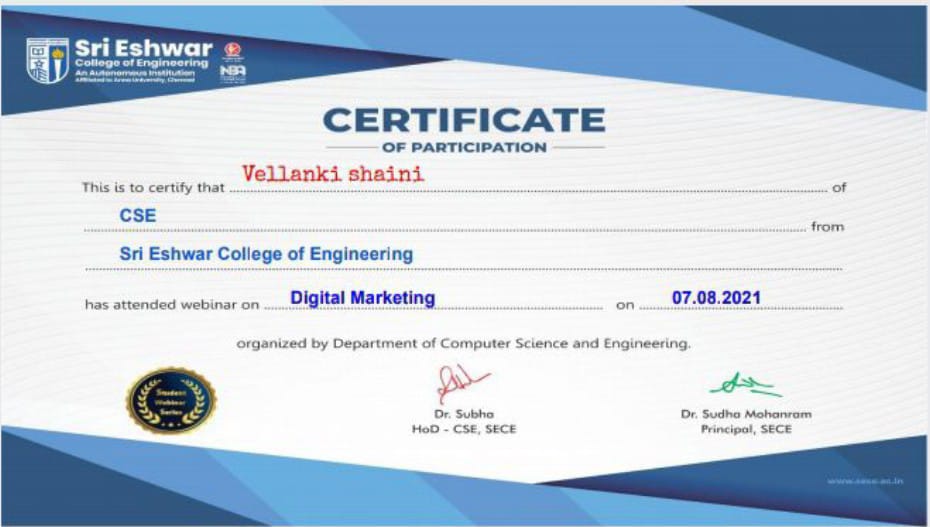 Sri Eshwar
College of Engineering
An Autonomous Institution
Affiliated to Anna University, Chennai
NBA
CERTIFICATE
OF PARTICIPATION
This is to certify that Vellanki shaini of
CSE from
Sri Eshwar College of Engineering
has attended webinar on Digital Marketing on 07.08.2021
organized by Department of Computer Science and Engineering.
Student
Webinar
Series
Dr. Subha
HoD - CSE, SECE
Dr. Sudha Mohanram
Principal, SECE
www.sece.ac.in